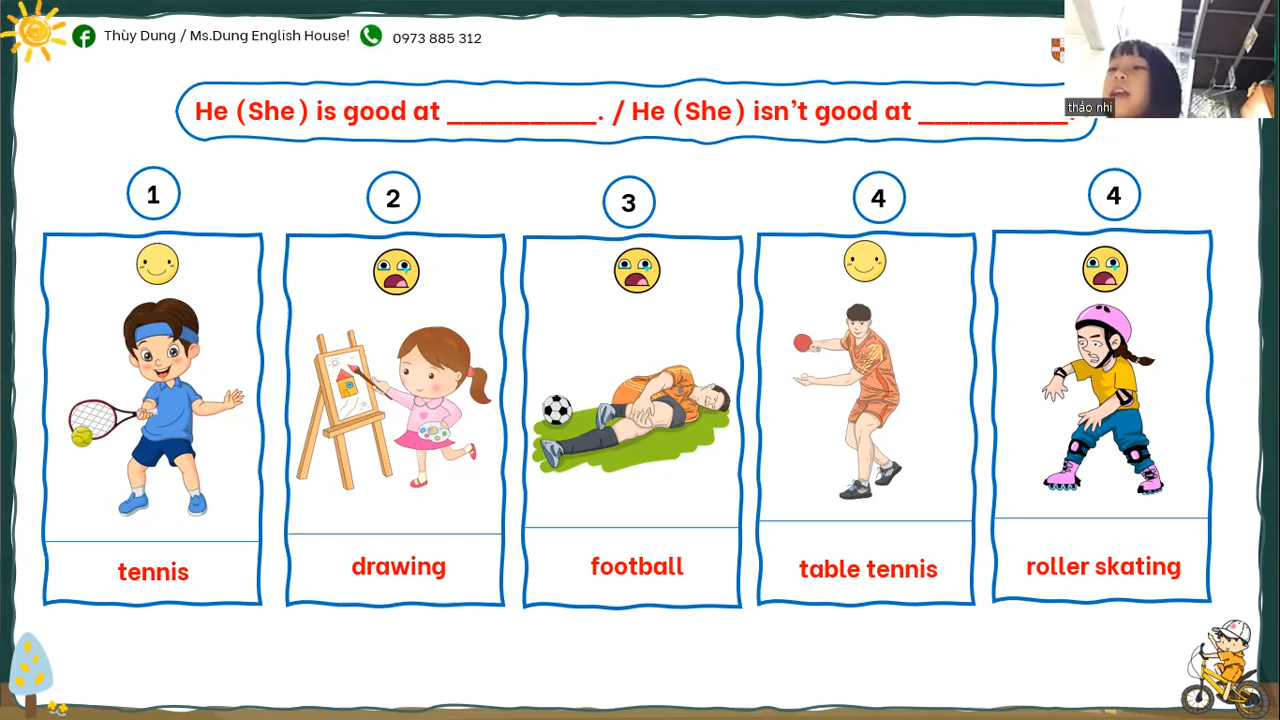 Thùy Dung / Ms.Dung English House!
0973 885 312
thảo nhi
He (She) is good at __________. / He (She) isn't good at __________.
1
2
3
4
4
tennis
drawing
football
table tennis
roller skating